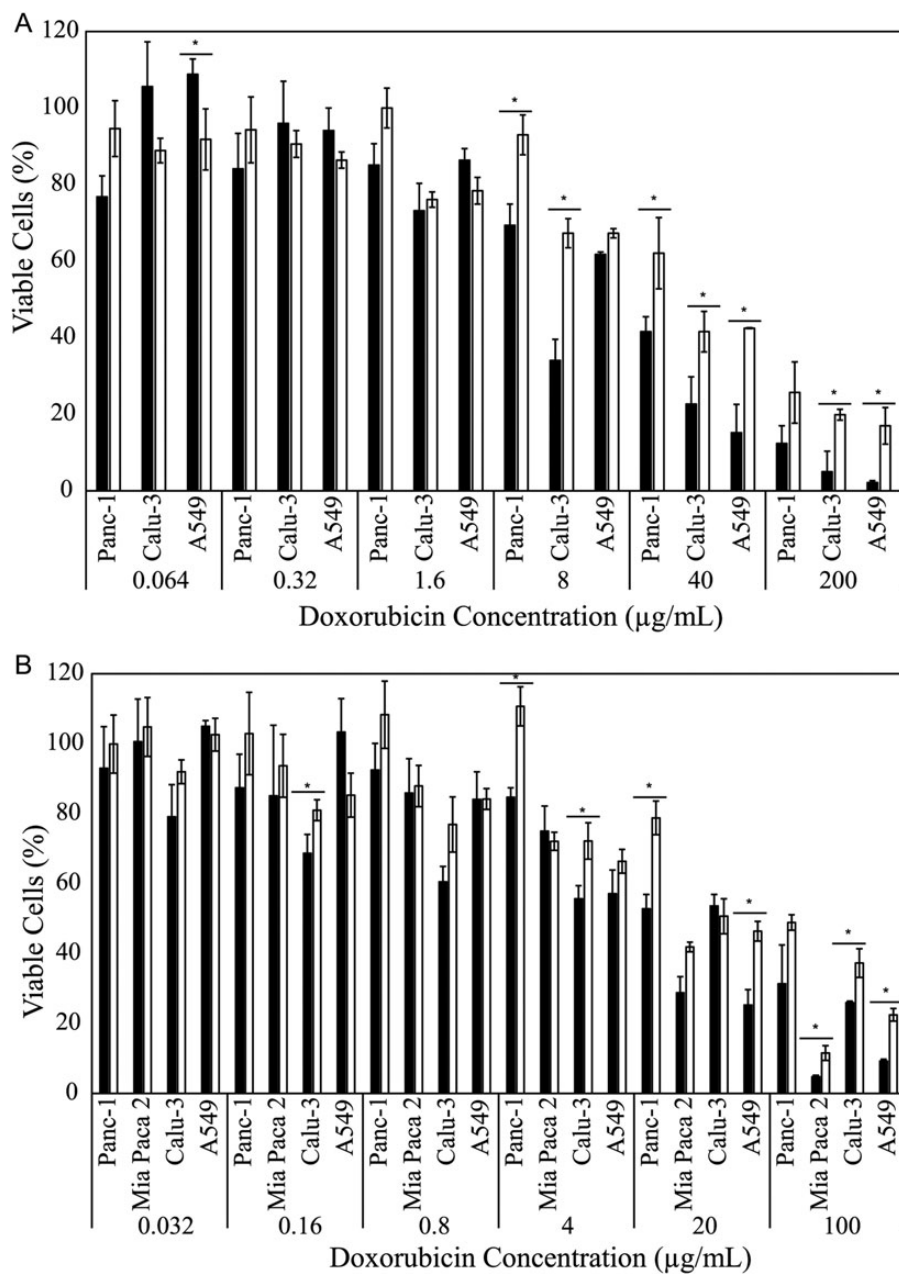 A
120
100
80
60
40
20
0
Viable Cells (%)
* * * * * * * *
Panc-1 Calu-3 A549 Panc-1 Calu-3 A549 Panc-1 Calu-3 A549 Panc-1 Calu-3 A549 Panc-1 Calu-3 A549 Panc-1 Calu-3 A549
0.064 0.32 1.6 8 40 200
Doxorubicin Concentration (µg/mL)
B
120
100
80
60
40
20
0
Viable Cells (%)
* * * * * * * *
Panc-1 Mia Paca 2 Calu-3 A549 Panc-1 Mia Paca 2 Calu-3 A549 Panc-1 Mia Paca 2 Calu-3 A549 Panc-1 Mia Paca 2 Calu-3 A549 Panc-1 Mia Paca 2 Calu-3 A549 Panc-1 Mia Paca 2 Calu-3 A549
0.032 0.16 0.8 4 20 100
Doxorubicin Concentration (µg/mL)